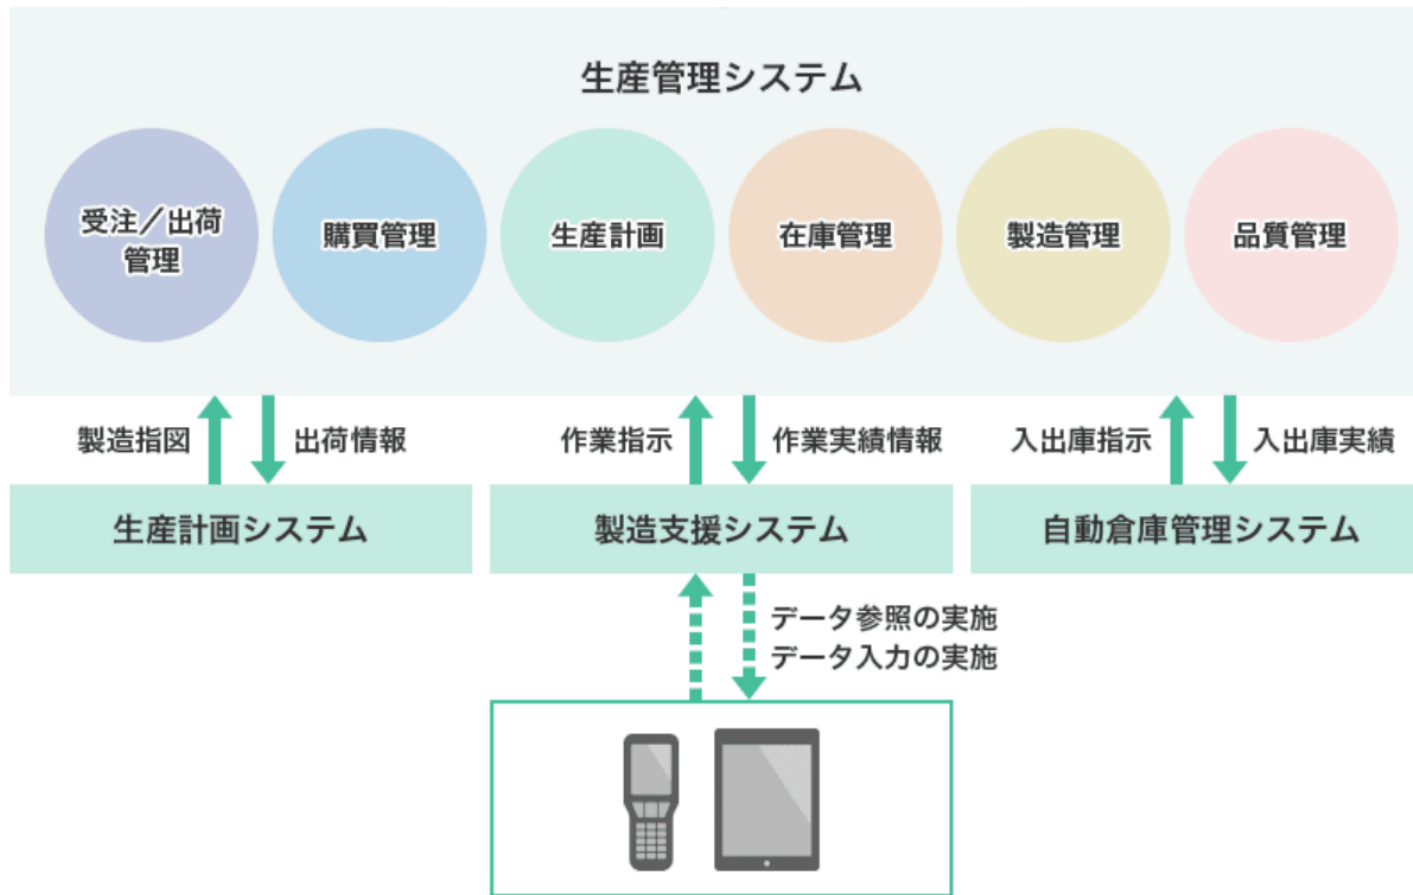 生産管理システム
受注／出荷
管理
購買管理
生産計画
在庫管理
製造管理
品質管理
製造指図
出荷情報
作業指示
作業実績情報
入出庫指示
入出庫実績
生産計画システム
製造支援システム
自動倉庫管理システム
データ参照の実施
データ入力の実施